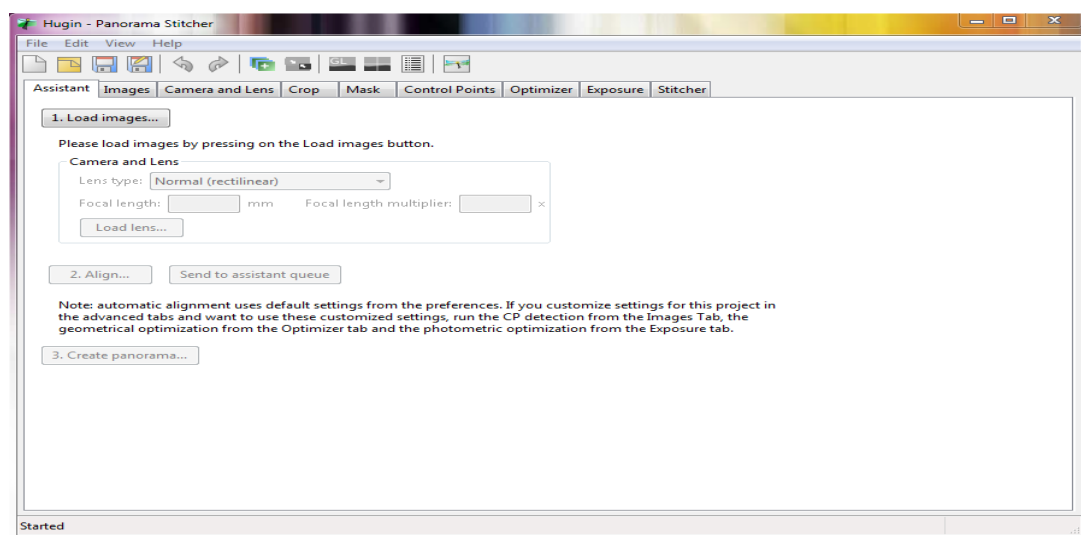 Hugin - Panorama Stitcher
File Edit View Help
GL
Assistant Images Camera and Lens Crop Mask Control Points Optimizer Exposure Stitcher
1. Load images...
Please load images by pressing on the Load images button.
Camera and Lens
Lens type: Normal (rectilinear)
Focal length: mm Focal length multiplier: x
Load lens...
2. Align... Send to assistant queue
Note: automatic alignment uses default settings from the preferences. If you customize settings for this project in
the advanced tabs and want to use these customized settings, run the CP detection from the Images Tab, the
geometrical optimization from the Optimizer tab and the photometric optimization from the Exposure tab.
3. Create panorama...
Started